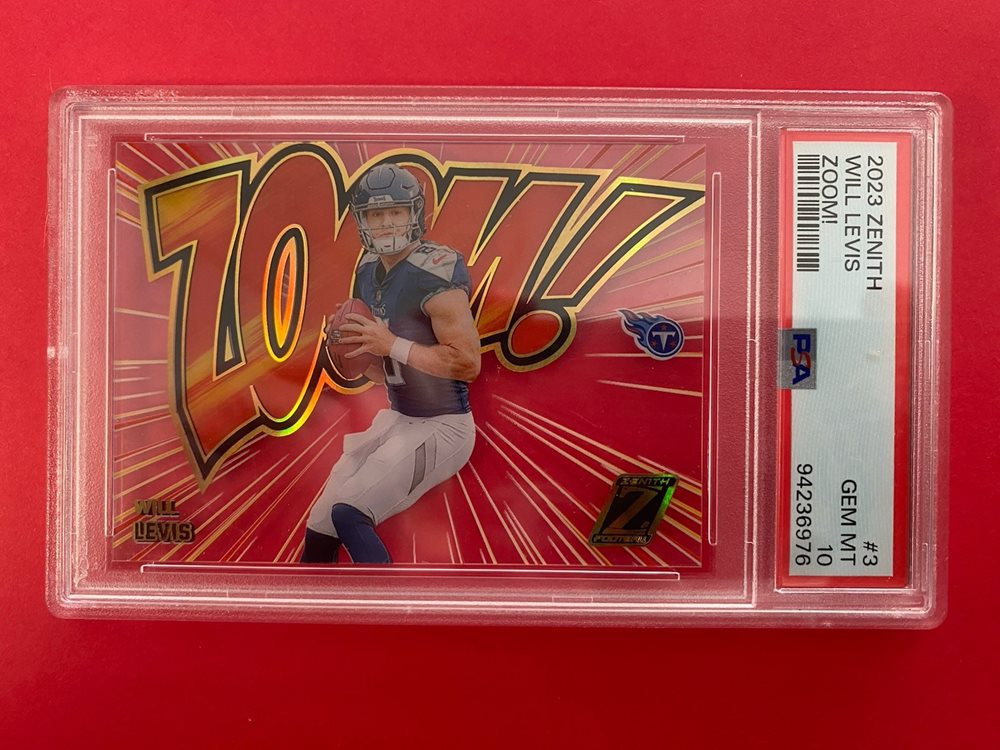 ZOOM!
WILL
LEVIS
ZENITH
Z
FOOTBALL
T
2023 ZENITH
WILL LEVIS
ZOOM!
#3
GEM MT
10
PSA
94236976